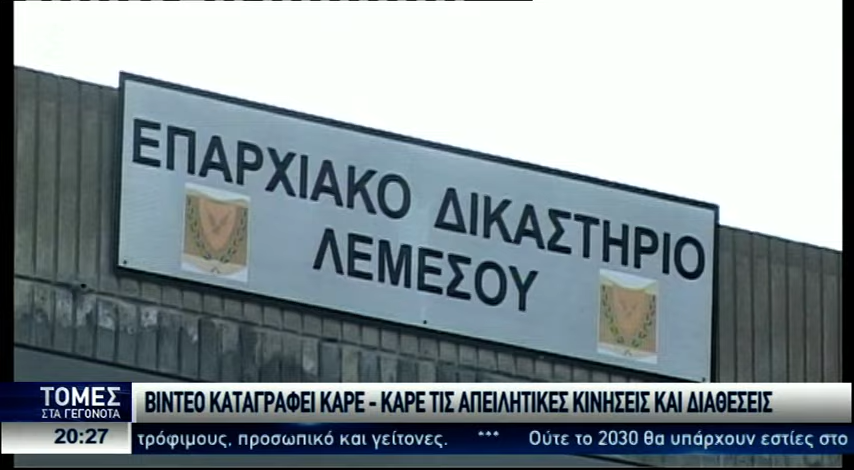 ΕΠΑΡΧΙΑΚΟ ΔΙΚΑΣΤΗΡΙΟ
ΛΕΜΕΣΟΥ
ΤΟΜΕΣ
ΣΤΑ ΓΕΓΟΝΟΤΑ
ΒΙΝΤΕΟ ΚΑΤΑΓΡΑΦΕΙ ΚΑΡΕ - ΚΑΡΕ ΤΙΣ ΑΠΕΙΛΗΤΙΚΕΣ ΚΙΝΗΣΕΙΣ ΚΑΙ ΔΙΑΘΕΣΕΙΣ
20:27
τρόφιμους, προσωπικό και γείτονες. *** Ούτε το 2030 θα υπάρχουν εστίες στο